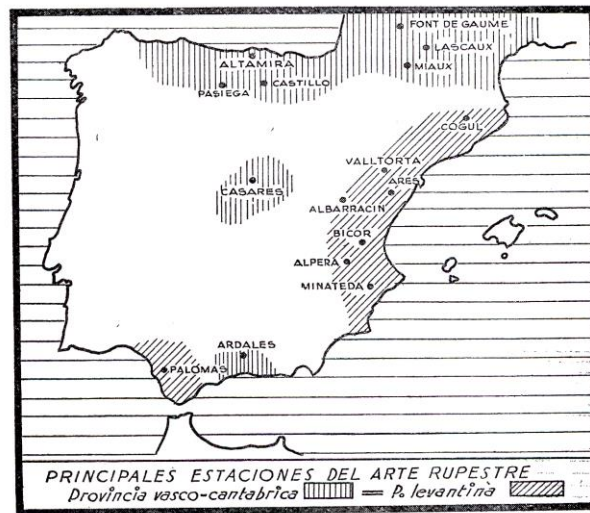 FONT DE GAUME
LASCAUX
MIAUX
ALTAMIRA
PASIEGA
CASTILLO
COGUL
VALLTORTA
ARES
CASARES
ALBARRACIN
BICOR
ALPERA
MINATEDA
ARDALES
PALOMAS
PRINCIPALES ESTACIONES DEL ARTE RUPESTRE
Provincia vasco-cantabrica = Pa levantina